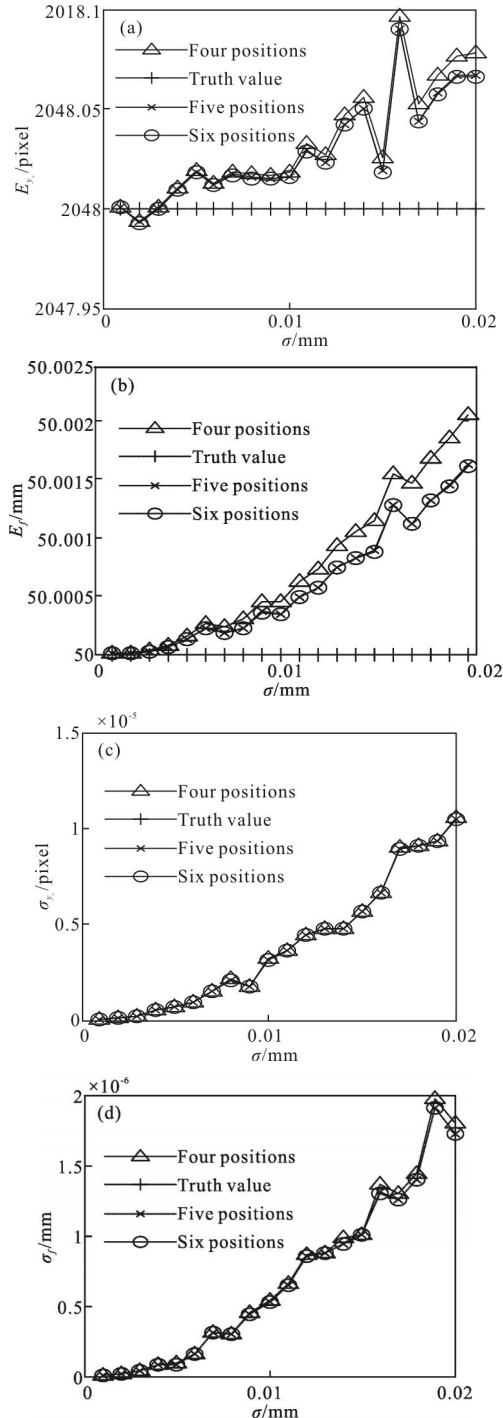 2018.1
(a)
Four positions
Truth value
Five positions
Six positions
2048.05
2048
2047.95
E_{y_s}/pixel
0 0.01 0.02
σ/mm
50.0025
(b)
50.002
Four positions
Truth value
Five positions
Six positions
50.0015
50.001
50.0005
50
E_f/mm
0 0.01 0.02
σ/mm
×10^{-5}
1.5
(c)
Four positions
Truth value
Five positions
Six positions
1
0.5
0
σ_{y_s}/pixel
0 0.01 0.02
σ/mm
×10^{-6}
2
(d)
Four positions
Truth value
Five positions
Six positions
1.5
1
0.5
0
σ_f/mm
0 0.01 0.02
σ/mm